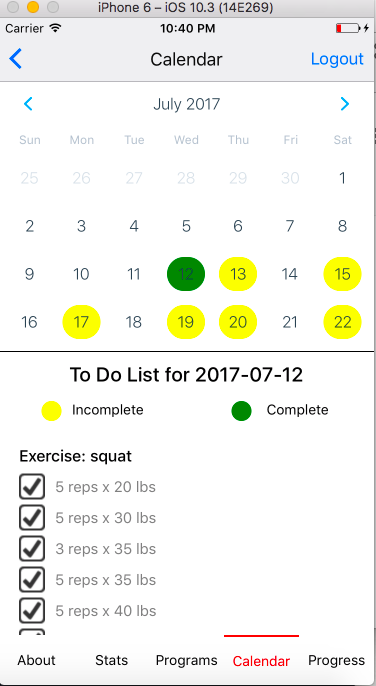 iPhone 6 – iOS 10.3 (14E269)
Carrier 10:40 PM
Calendar Logout
July 2017
Sun Mon Tue Wed Thu Fri Sat
25 26 27 28 29 30 1
2 3 4 5 6 7 8
9 10 11 12 13 14 15
16 17 18 19 20 21 22
To Do List for 2017-07-12
Incomplete Complete
Exercise: squat
5 reps x 20 lbs
5 reps x 30 lbs
3 reps x 35 lbs
5 reps x 35 lbs
5 reps x 40 lbs
About Stats Programs Calendar Progress